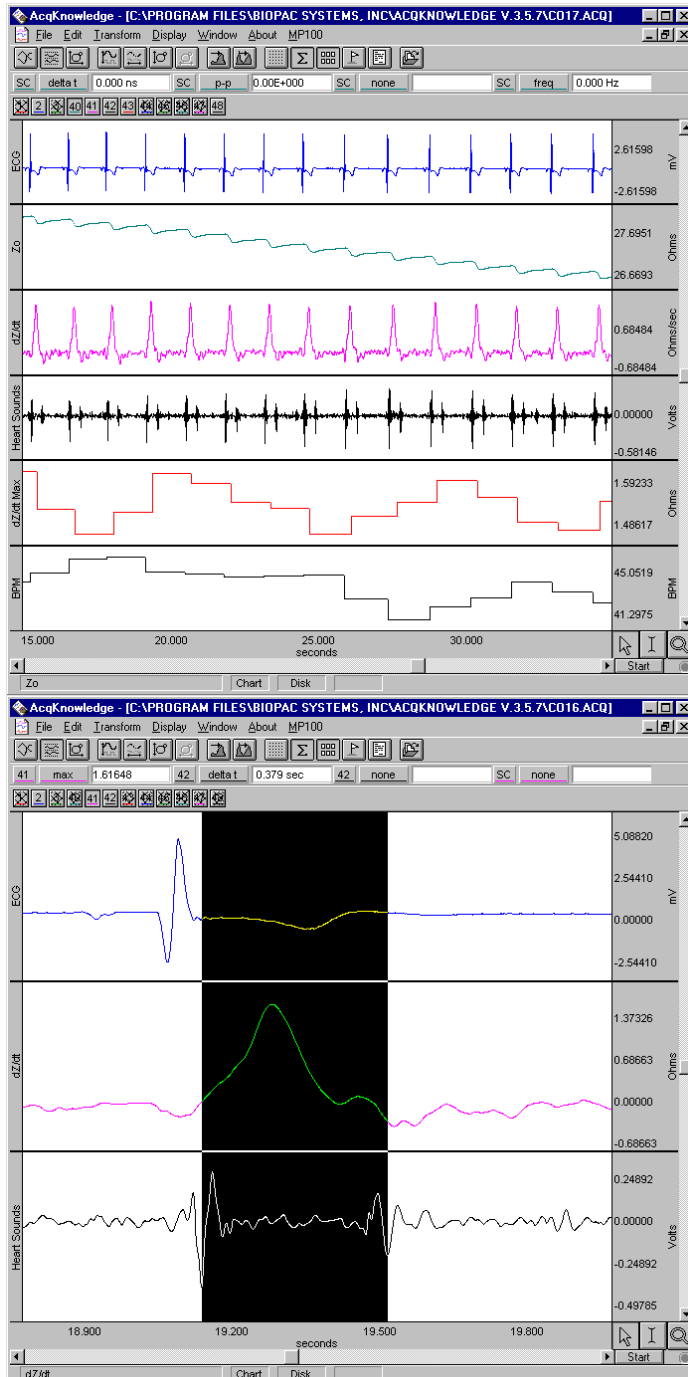 AcqKnowledge - [C:\PROGRAM FILES\BIOPAC SYSTEMS, INC\ACQKNOWLEDGE V.3.5.7\CO17.ACQ]
File Edit Transform Display Window About MP100
SC delta t 0.000 ns SC p-p 0.00E+000 SC none SC freq 0.000 Hz
2 40 41 42 43 48
ECG
2.61598
-2.61598
mV
Zo
27.6951
26.6693
Ohms
dZ/dt
0.68484
-0.68484
Ohms/sec
Heart Sounds
0.00000
-0.58146
Volts
dZ/dt Max
1.59233
1.48617
Ohms
BPM
45.0519
41.2975
BPM
15.000 20.000 25.000 30.000
seconds
Start
Zo Chart Disk
AcqKnowledge - [C:\PROGRAM FILES\BIOPAC SYSTEMS, INC\ACQKNOWLEDGE V.3.5.7\CO16.ACQ]
File Edit Transform Display Window About MP100
41 max 1.61648 42 delta t 0.379 sec 42 none SC none
2 41 42
ECG
5.08820
2.54410
0.00000
-2.54410
mV
dZ/dt
1.37326
0.68663
0.00000
-0.68663
Ohms
Heart Sounds
0.24892
0.00000
-0.24892
-0.49785
Volts
18.900 19.200 19.500 19.800
seconds
Start
dZ/dt Chart Disk